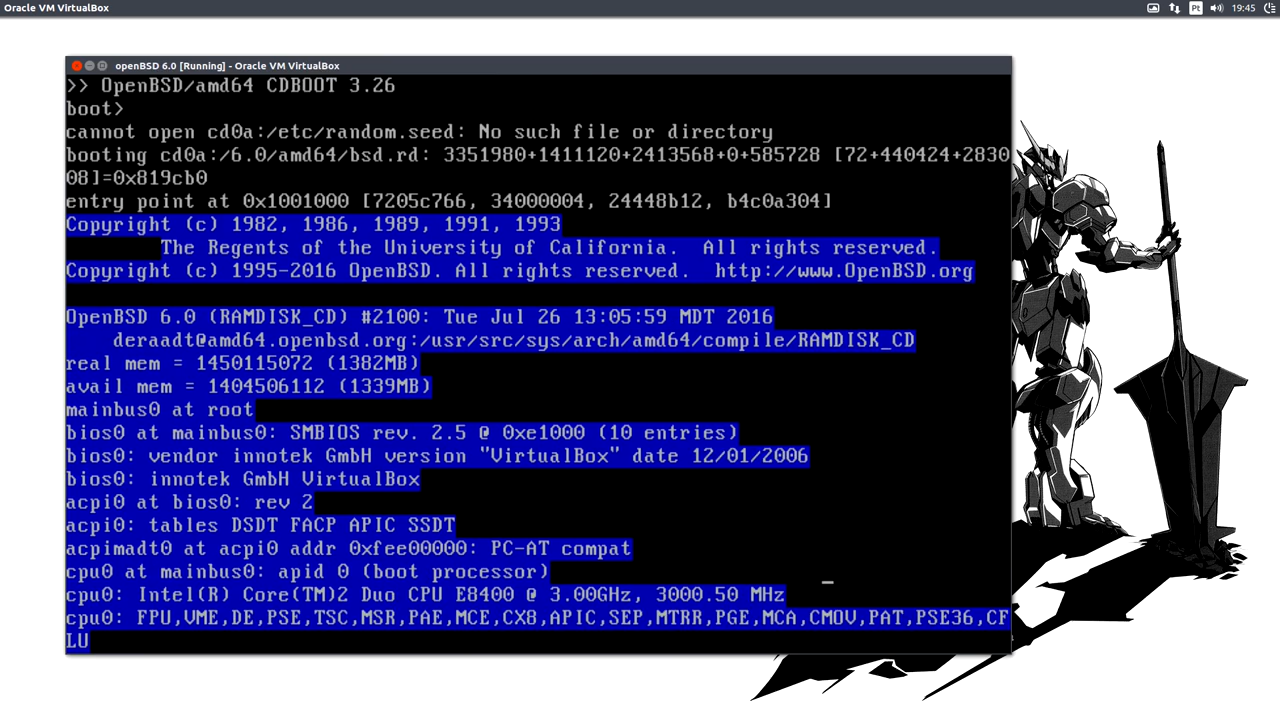 Oracle VM VirtualBox
Pt
19:45
openBSD 6.0 [Running] - Oracle VM VirtualBox
>> OpenBSD/amd64 CDBOOT 3.26
boot>
cannot open cd0a:/etc/random.seed: No such file or directory
booting cd0a:/6.0/amd64/bsd.rd: 3351980+1411120+2413568+0+585728 [72+440424+2830
08]=0x819cb0
entry point at 0x1001000 [7205c766, 34000004, 24448b12, b4c0a304]
Copyright (c) 1982, 1986, 1989, 1991, 1993
The Regents of the University of California.  All rights reserved.
Copyright (c) 1995-2016 OpenBSD. All rights reserved.  http://www.OpenBSD.org
OpenBSD 6.0 (RAMDISK_CD) #2100: Tue Jul 26 13:05:59 MDT 2016
deraadt@amd64.openbsd.org:/usr/src/sys/arch/amd64/compile/RAMDISK_CD
real mem = 1450115072 (1382MB)
avail mem = 1404506112 (1339MB)
mainbus0 at root
bios0 at mainbus0: SMBIOS rev. 2.5 @ 0xe1000 (10 entries)
bios0: vendor innotek GmbH version "VirtualBox" date 12/01/2006
bios0: innotek GmbH VirtualBox
acpi0 at bios0: rev 2
acpi0: tables DSDT FACP APIC SSDT
acpimadt0 at acpi0 addr 0xfee00000: PC-AT compat
cpu0 at mainbus0: apid 0 (boot processor)
cpu0: Intel(R) Core(TM)2 Duo CPU E8400 @ 3.00GHz, 3000.50 MHz
cpu0: FPU,VME,DE,PSE,TSC,MSR,PAE,MCE,CX8,APIC,SEP,MTRR,PGE,MCA,CMOV,PAT,PSE36,CF
LU